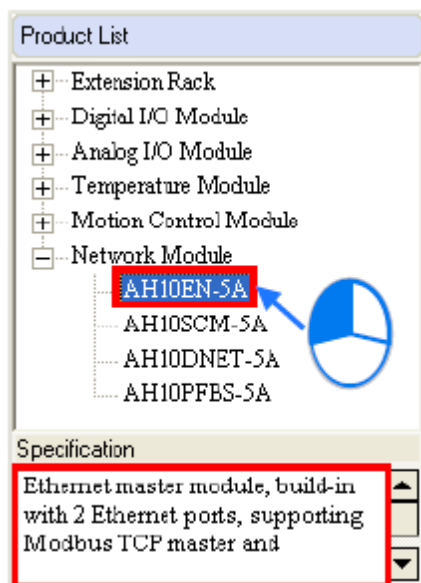 Product List
Extension Rack
Digital I/O Module
Analog I/O Module
Temperature Module
Motion Control Module
Network Module
AH10EN-5A
AH10SCM-5A
AH10DNET-5A
AH10PFBS-5A
Specification
Ethernet master module, build-in
with 2 Ethernet ports, supporting
Modbus TCP master and